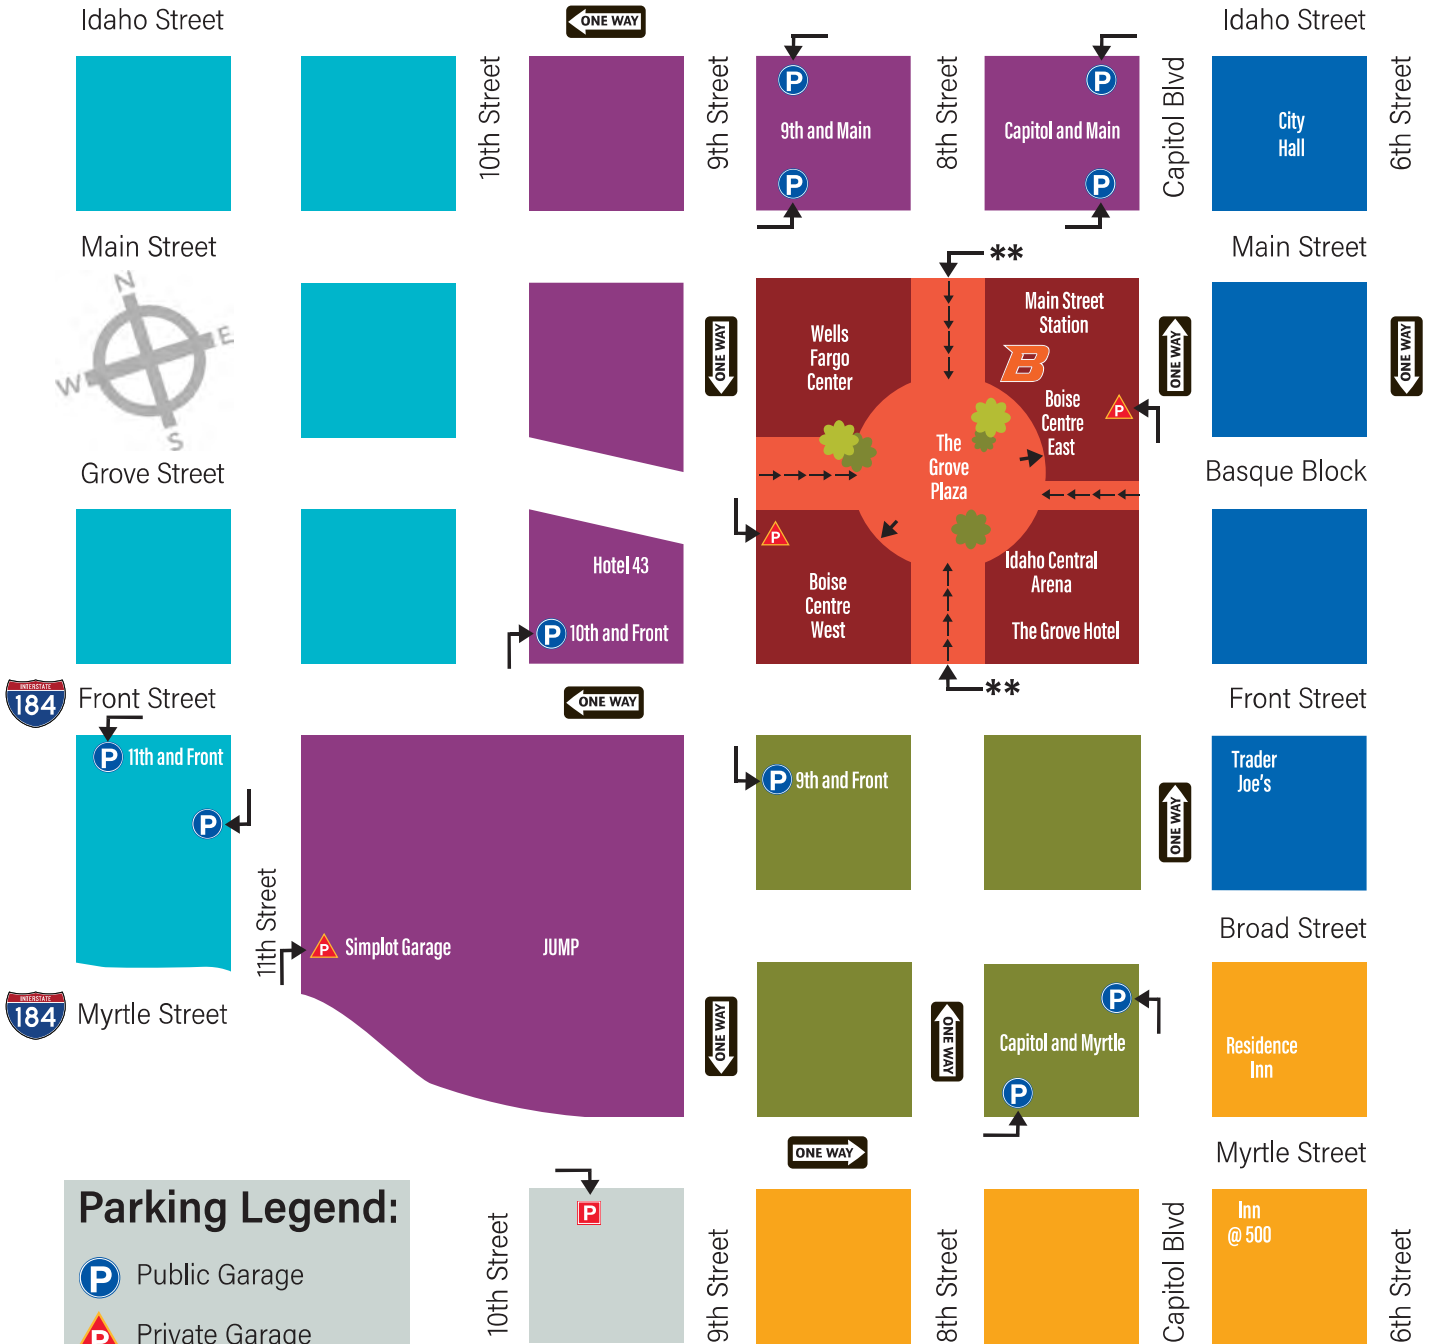 Idaho Street
ONE WAY
Idaho Street
10th Street
9th Street
8th Street
Capitol Blvd
6th Street
P
P
9th and Main
Capitol and Main
City
Hall
P
P
Main Street
**
Main Street
N
E
W
S
ONE WAY
Wells
Fargo
Center
Main Street
Station
B
ONE WAY
ONE WAY
Boise
Centre
East
P
The
Grove
Plaza
Grove Street
Basque Block
P
Hotel 43
Boise
Centre
West
Idaho Central
Arena
The Grove Hotel
P 10th and Front
INTERSTATE
184
Front Street
ONE WAY
**
Front Street
P 11th and Front
P
P 9th and Front
Trader
Joe's
ONE WAY
11th Street
P Simplot Garage
JUMP
Broad Street
INTERSTATE
184
Myrtle Street
ONE WAY
ONE WAY
P
Capitol and Myrtle
P
Residence
Inn
ONE WAY
Myrtle Street
Parking Legend:
P Public Garage
P Private Garage
P
10th Street
9th Street
8th Street
Capitol Blvd
Inn
@ 500
6th Street